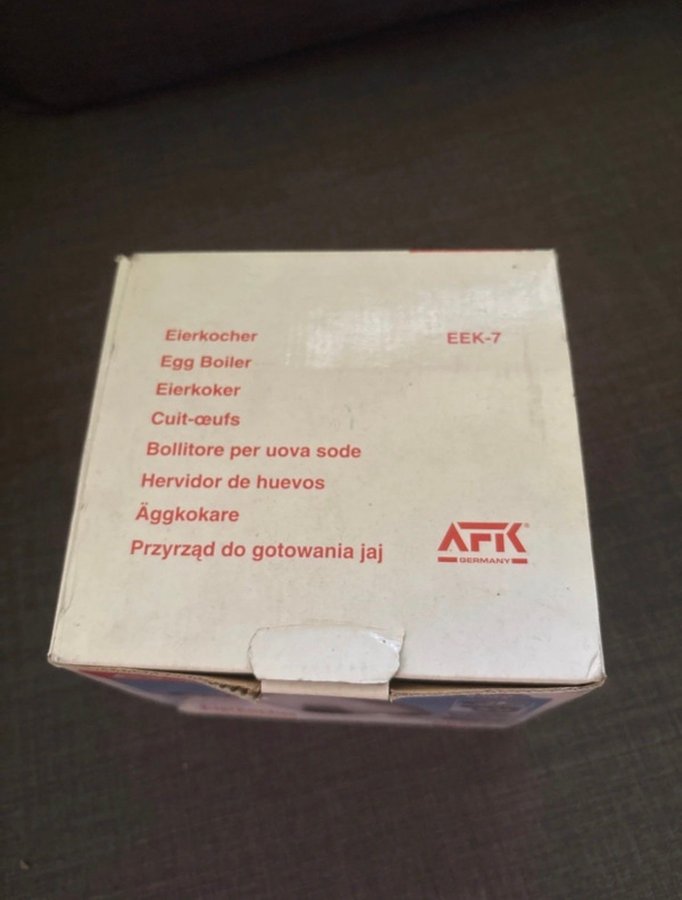 Eierkocher
EEK-7
Egg Boiler
Eierkoker
Cuit-œufs
Bollitore per uova sode
Hervidor de huevos
Äggkokare
Przyrząd do gotowania jaj
AFK®
GERMANY